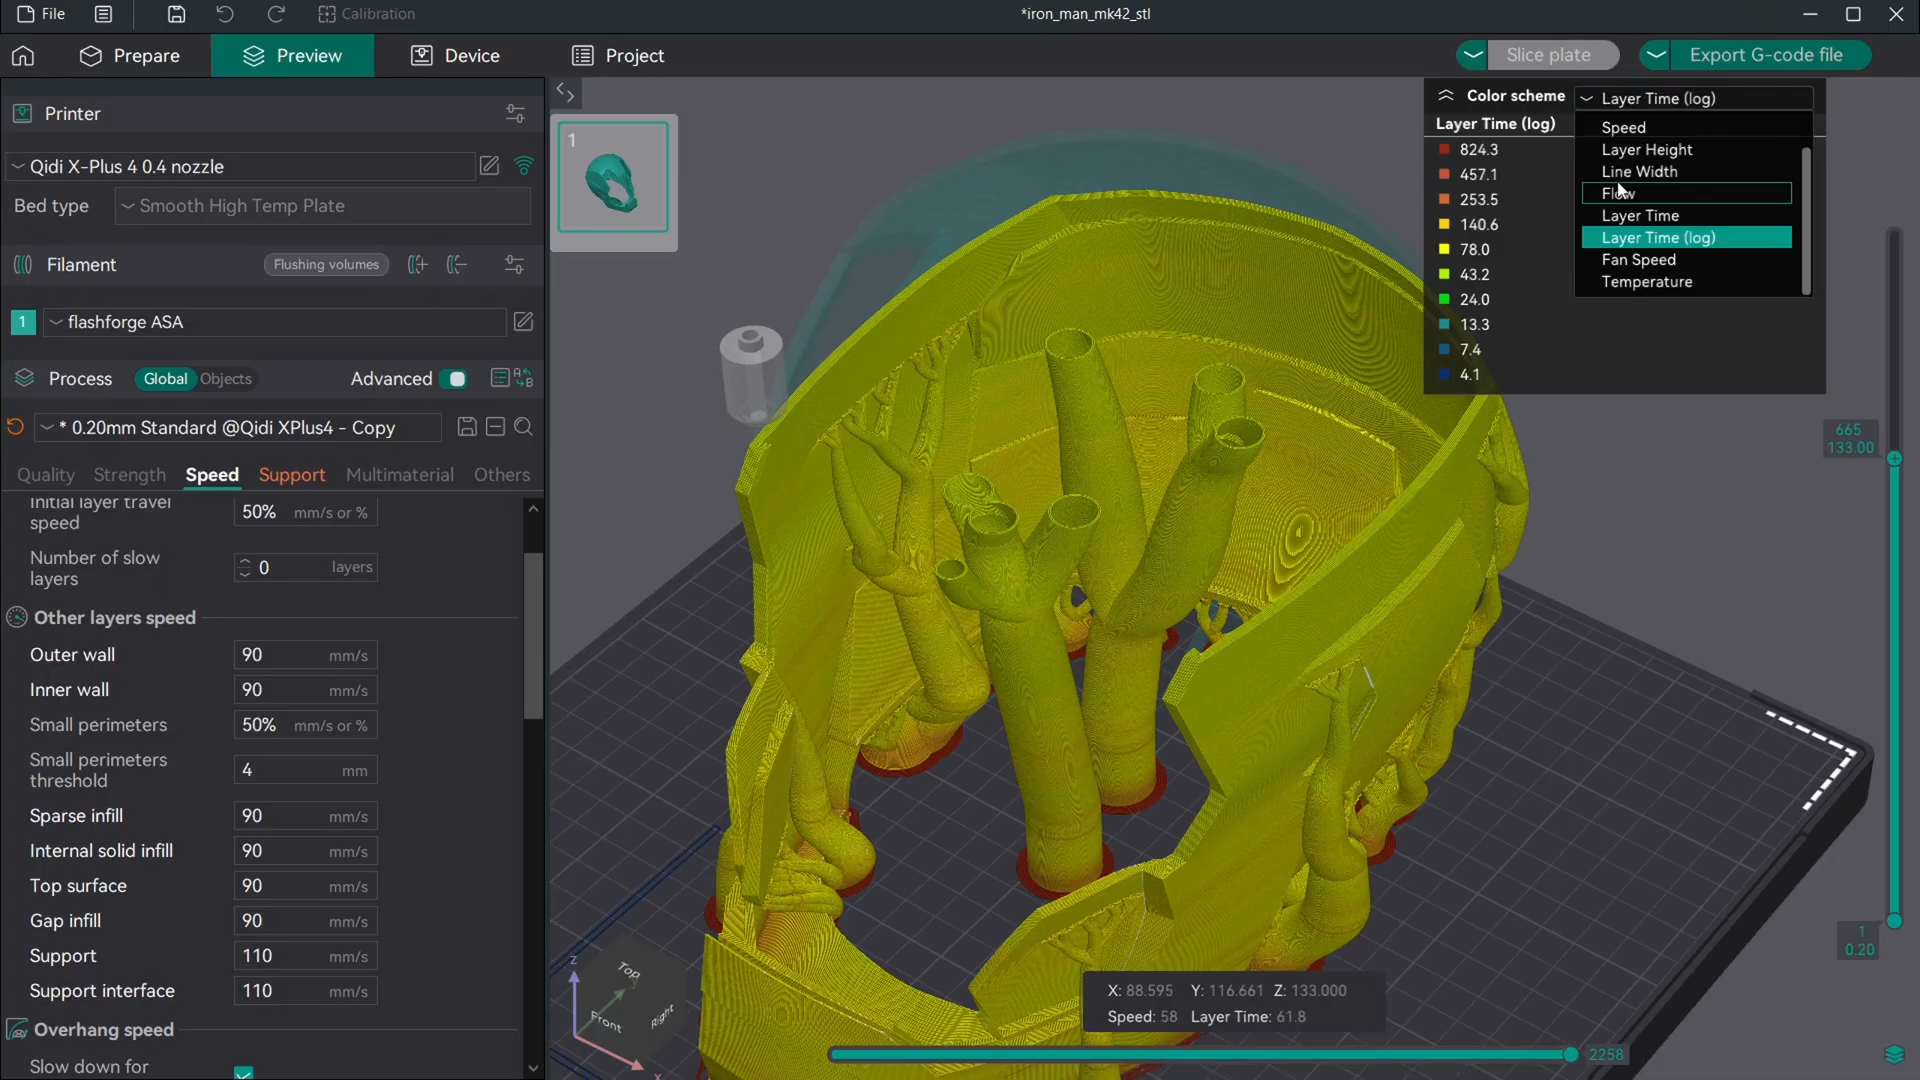 File
Calibration
*iron_man_mk42_stl
Prepare
Preview
Device
Project
Slice plate
Export G-code file
Printer
Qidi X-Plus 4 0.4 nozzle
Bed type
Smooth High Temp Plate
Filament
Flushing volumes
1
flashforge ASA
Process
Global
Objects
Advanced
* 0.20mm Standard @Qidi XPlus4 - Copy
Quality
Strength
Speed
Support
Multimaterial
Others
Initial layer travel
speed
50% mm/s or %
Number of slow
layers
0 layers
Other layers speed
Outer wall 90 mm/s
Inner wall 90 mm/s
Small perimeters 50% mm/s or %
Small perimeters
threshold
4 mm
Sparse infill 90 mm/s
Internal solid infill 90 mm/s
Top surface 90 mm/s
Gap infill 90 mm/s
Support 110 mm/s
Support interface 110 mm/s
Overhang speed
Slow down for
1
Color scheme
Layer Time (log)
Layer Time (log)
824.3
457.1
253.5
140.6
78.0
43.2
24.0
13.3
7.4
4.1
Speed
Layer Height
Line Width
Flow
Layer Time
Layer Time (log)
Fan Speed
Temperature
665
133.00
1
0.20
X: 88.595 Y: 116.661 Z: 133.000
Speed: 58 Layer Time: 61.8
2258
z
Top
y
Front
Right
x